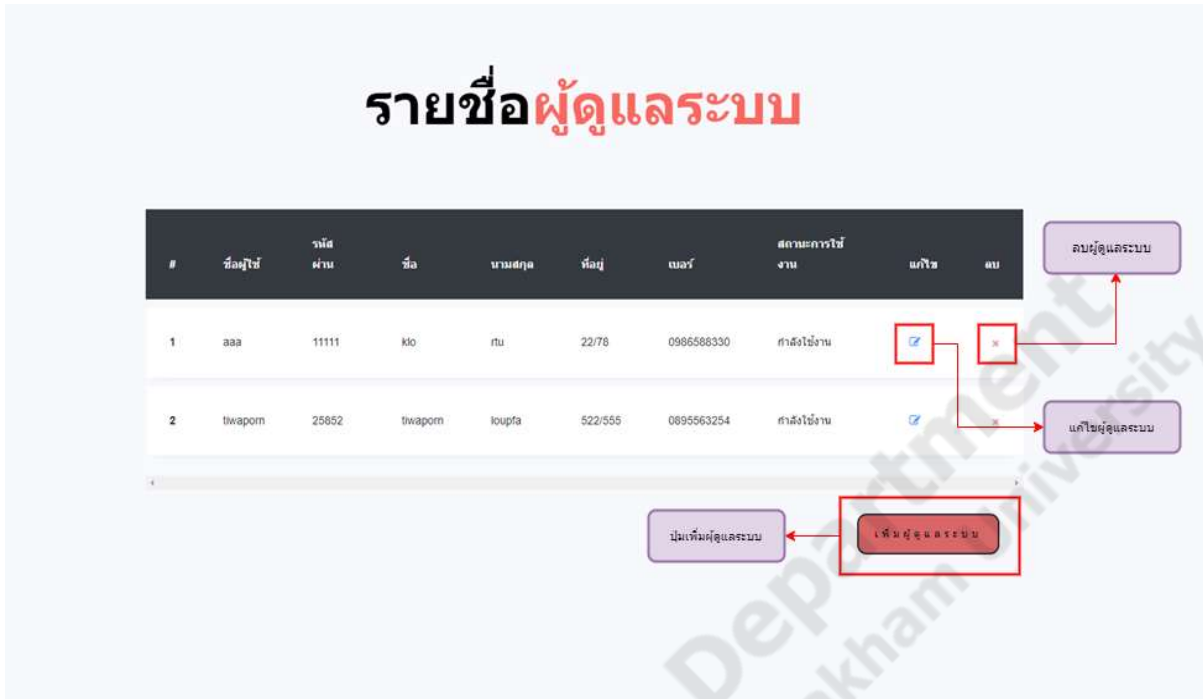 รายชื่อผู้ดูแลระบบ
# ชื่อผู้ใช้ รหัส ผ่าน ชื่อ นามสกุล ที่อยู่ เบอร์ สถานะการใช้ งาน แก้ไข ลบ
ลบผู้ดูแลระบบ
1 aaa 11111 klo rtu 22/78 0986588330 กำลังใช้งาน
2 tiwaporn 25852 tiwaporn loupfa 522/555 0895563254 กำลังใช้งาน
แก้ไขผู้ดูแลระบบ
ปุ่มเพิ่มผู้ดูแลระบบ
เพิ่มผู้ดูแลระบบ
Department
University